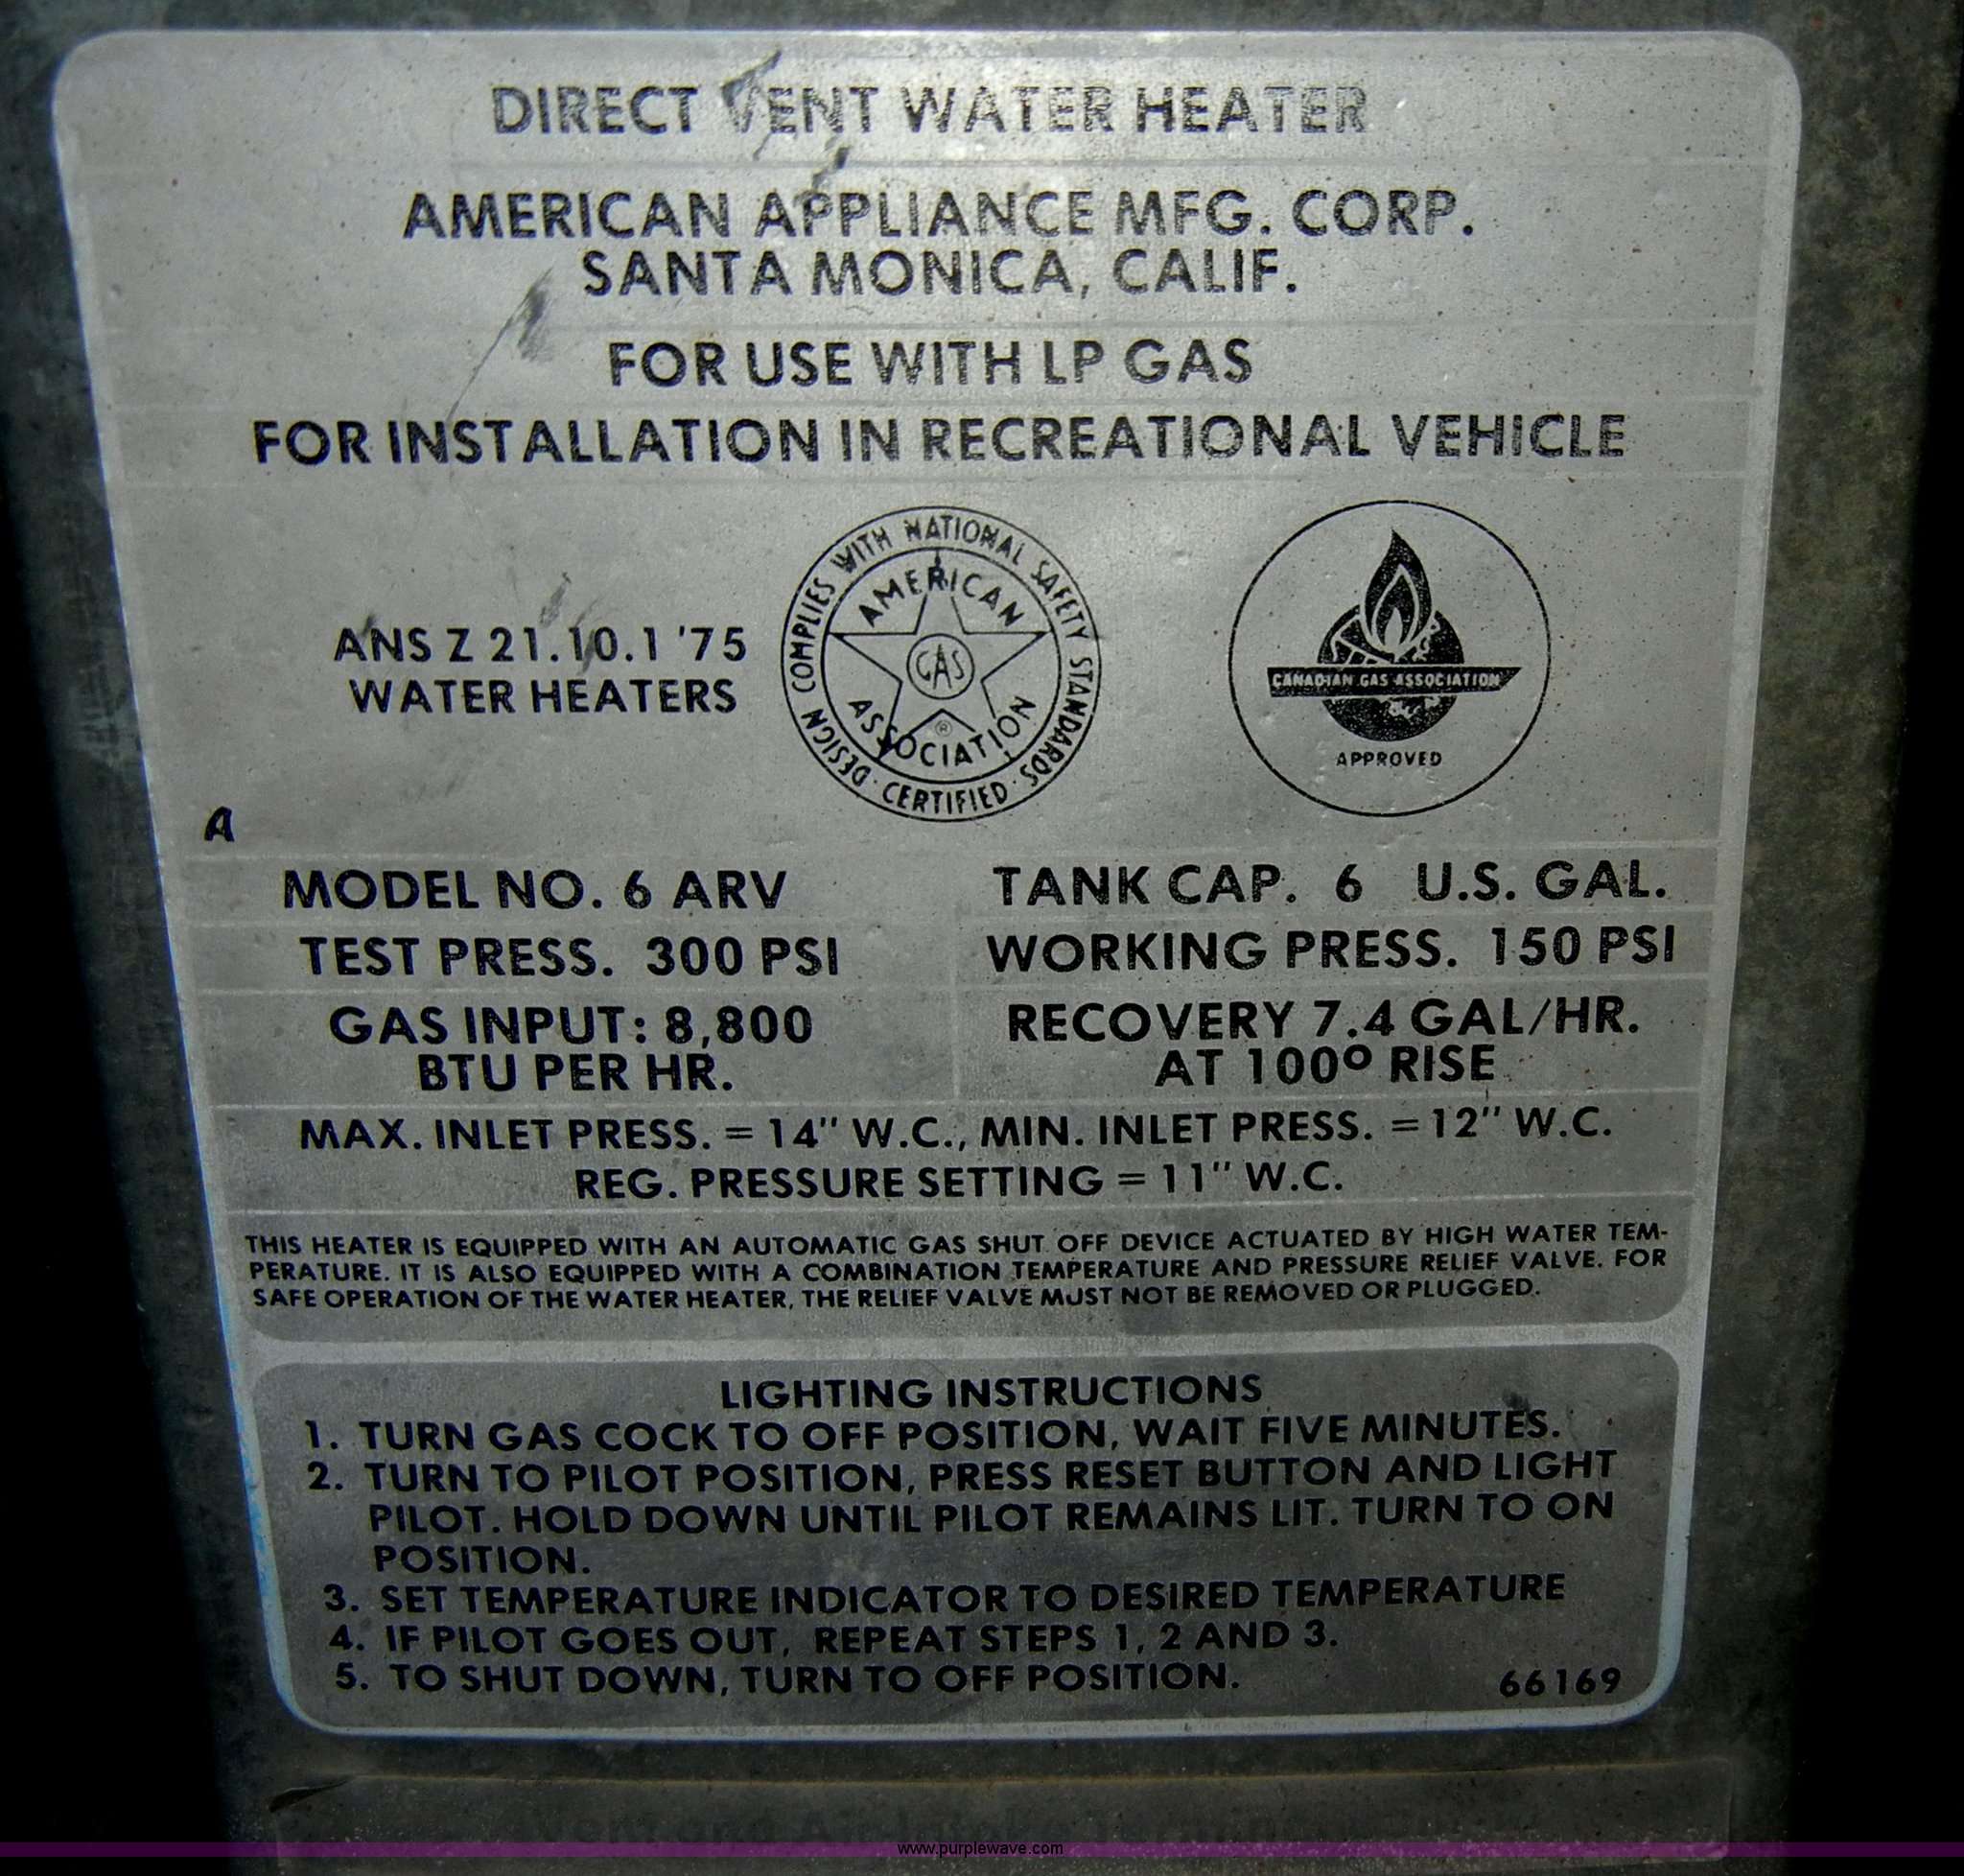 DIRECT VENT WATER HEATER
AMERICAN APPLIANCE MFG. CORP.
SANTA MONICA, CALIF.
FOR USE WITH LP GAS
FOR INSTALLATION IN RECREATIONAL VEHICLE
ANS Z 21.10.1 '75
WATER HEATERS
COMPLIES WITH NATIONAL SAFETY STANDARDS · CERTIFIED · DESIGN
AMERICAN
GAS
®
ASSOCIATION
CANADIAN GAS ASSOCIATION
APPROVED
A
MODEL NO. 6 ARV
TANK CAP. 6 U.S. GAL.
TEST PRESS. 300 PSI
WORKING PRESS. 150 PSI
GAS INPUT: 8,800
BTU PER HR.
RECOVERY 7.4 GAL/HR.
AT 100º RISE
MAX. INLET PRESS. = 14" W.C., MIN. INLET PRESS. = 12" W.C.
REG. PRESSURE SETTING = 11" W.C.
THIS HEATER IS EQUIPPED WITH AN AUTOMATIC GAS SHUT OFF DEVICE ACTUATED BY HIGH WATER TEM-
PERATURE. IT IS ALSO EQUIPPED WITH A COMBINATION TEMPERATURE AND PRESSURE RELIEF VALVE. FOR
SAFE OPERATION OF THE WATER HEATER, THE RELIEF VALVE MUST NOT BE REMOVED OR PLUGGED.
LIGHTING INSTRUCTIONS
1. TURN GAS COCK TO OFF POSITION, WAIT FIVE MINUTES.
2. TURN TO PILOT POSITION, PRESS RESET BUTTON AND LIGHT
PILOT. HOLD DOWN UNTIL PILOT REMAINS LIT. TURN TO ON
POSITION.
3. SET TEMPERATURE INDICATOR TO DESIRED TEMPERATURE
4. IF PILOT GOES OUT, REPEAT STEPS 1, 2 AND 3.
5. TO SHUT DOWN, TURN TO OFF POSITION.
66169
www.purplewave.com